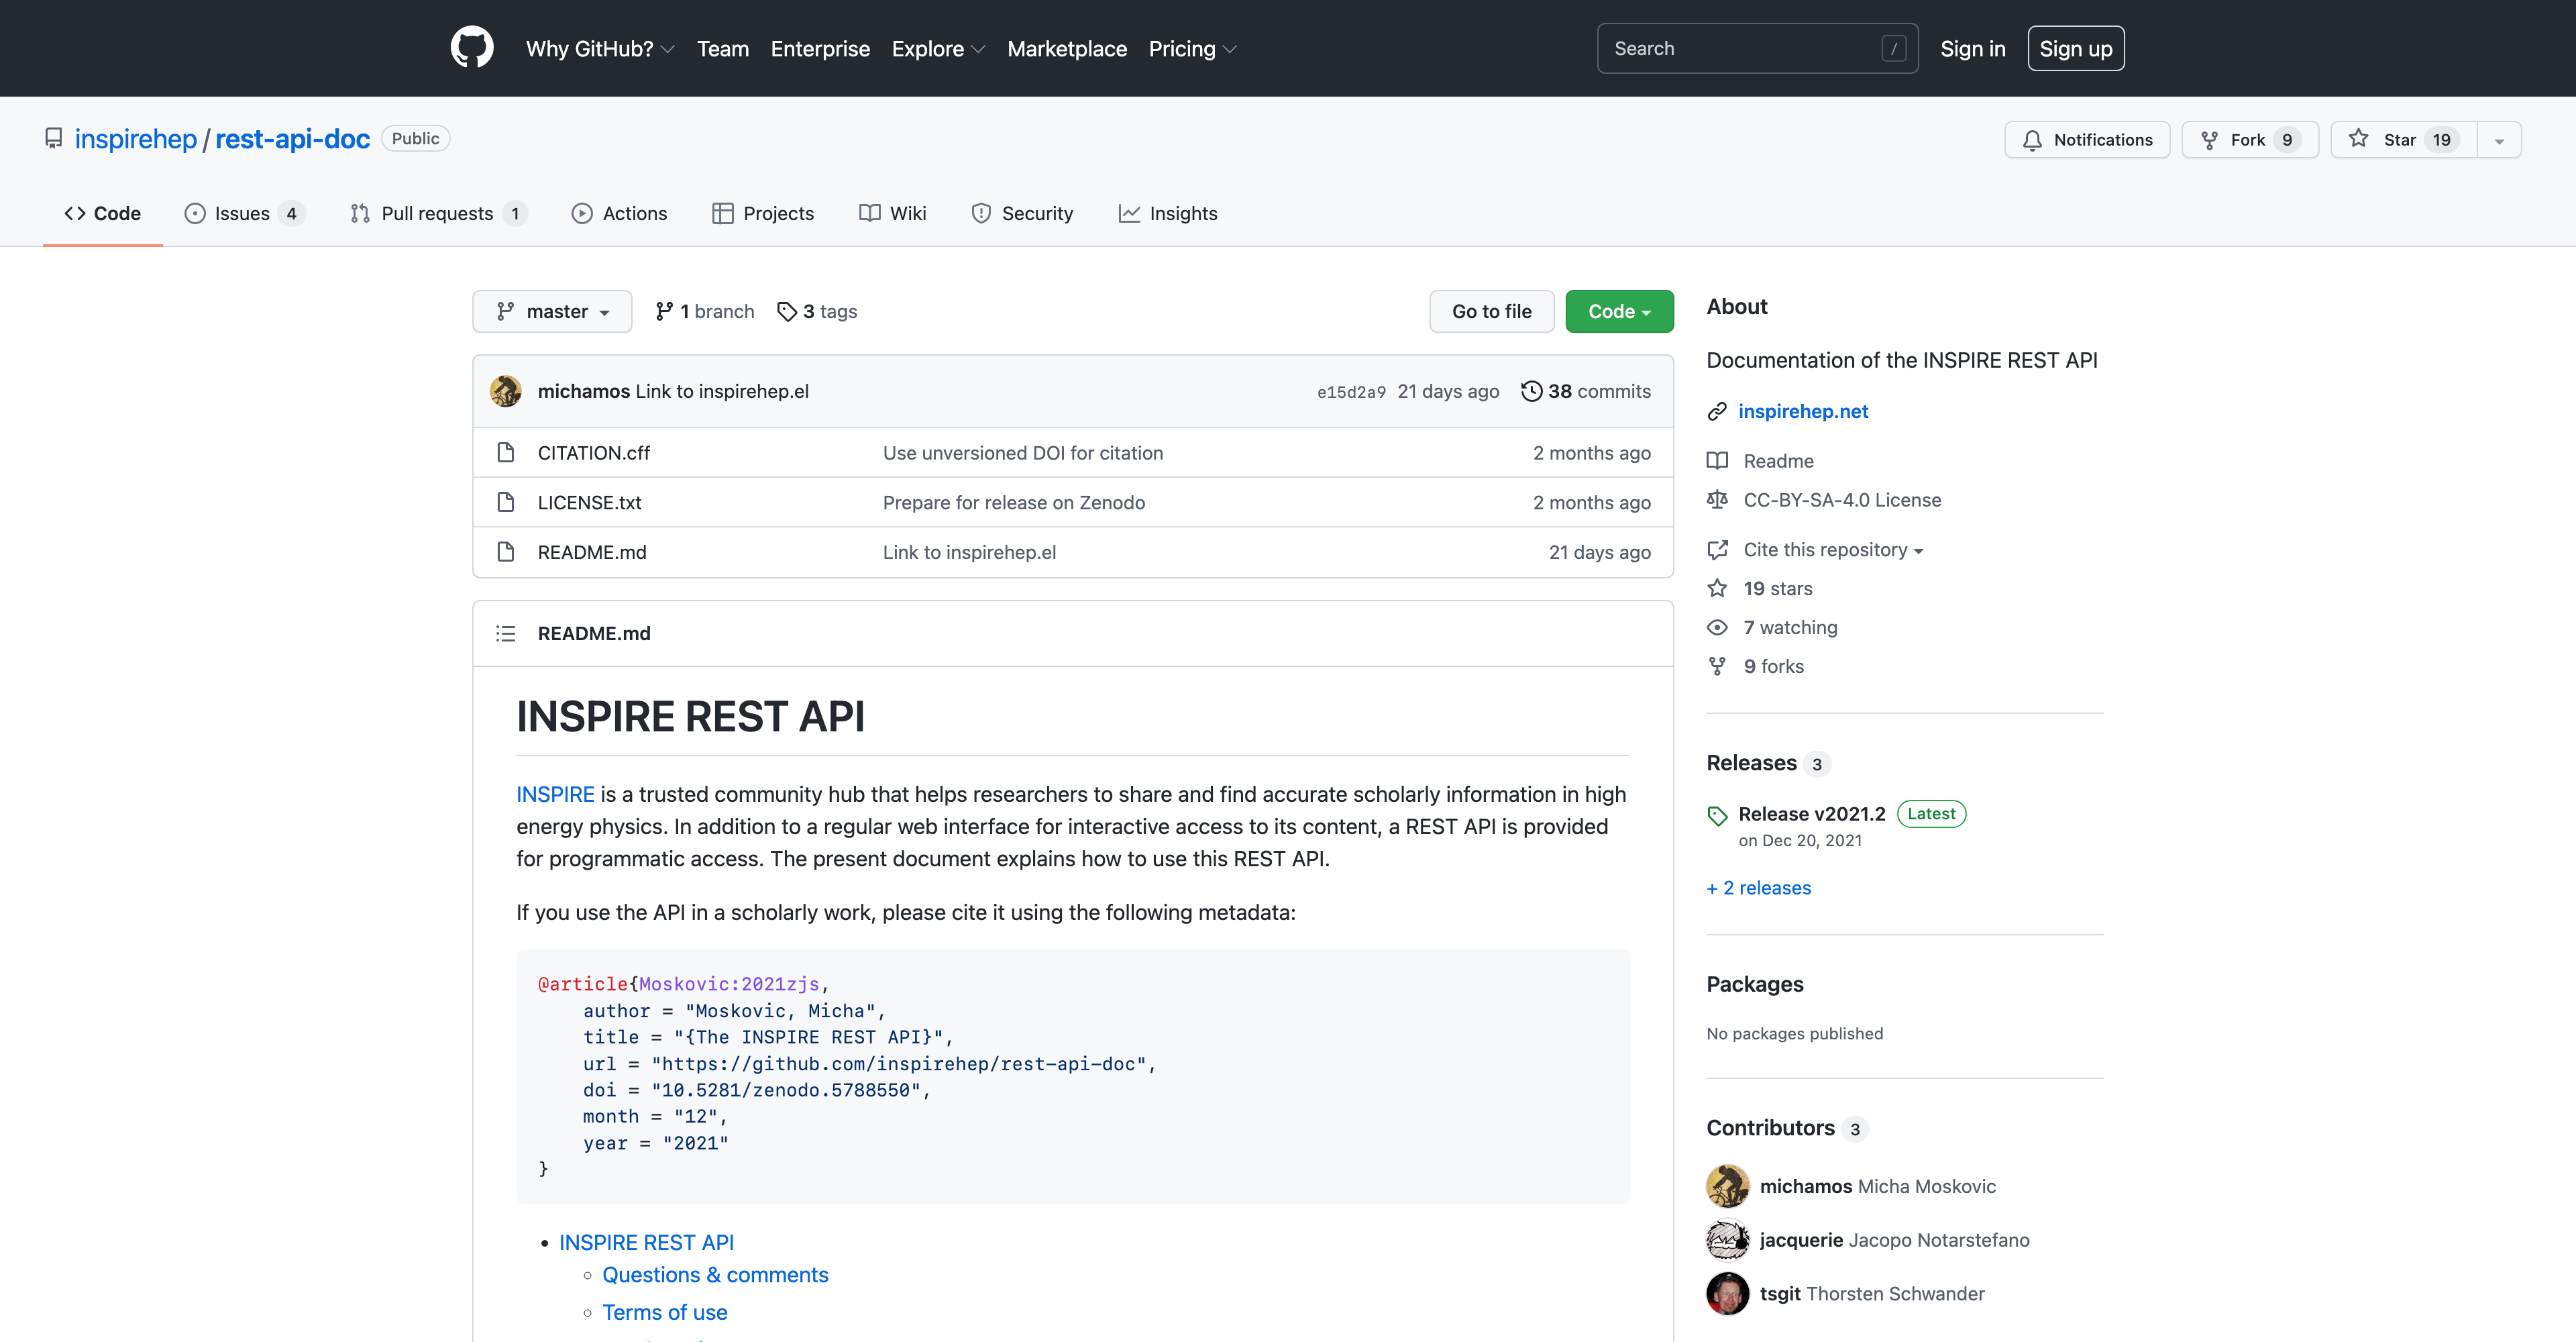 Why GitHub? Team Enterprise Explore Marketplace Pricing Search / Sign in Sign up
inspirehep / rest-api-doc Public Notifications Fork 9 Star 19
Code Issues 4 Pull requests 1 Actions Projects Wiki Security Insights
master 1 branch 3 tags Go to file Code
michamos Link to inspirehep.el e15d2a9 21 days ago 38 commits
CITATION.cff Use unversioned DOI for citation 2 months ago
LICENSE.txt Prepare for release on Zenodo 2 months ago
README.md Link to inspirehep.el 21 days ago
README.md
INSPIRE REST API
INSPIRE is a trusted community hub that helps researchers to share and find accurate scholarly information in high
energy physics. In addition to a regular web interface for interactive access to its content, a REST API is provided
for programmatic access. The present document explains how to use this REST API.
If you use the API in a scholarly work, please cite it using the following metadata:
@article{Moskovic:2021zjs,
author = "Moskovic, Micha",
title = "{The INSPIRE REST API}",
url = "https://github.com/inspirehep/rest-api-doc",
doi = "10.5281/zenodo.5788550",
month = "12",
year = "2021"
}
INSPIRE REST API
Questions & comments
Terms of use
About
Documentation of the INSPIRE REST API
inspirehep.net
Readme
CC-BY-SA-4.0 License
Cite this repository
19 stars
7 watching
9 forks
Releases 3
Release v2021.2 Latest
on Dec 20, 2021
+ 2 releases
Packages
No packages published
Contributors 3
michamos Micha Moskovic
jacquerie Jacopo Notarstefano
tsgit Thorsten Schwander